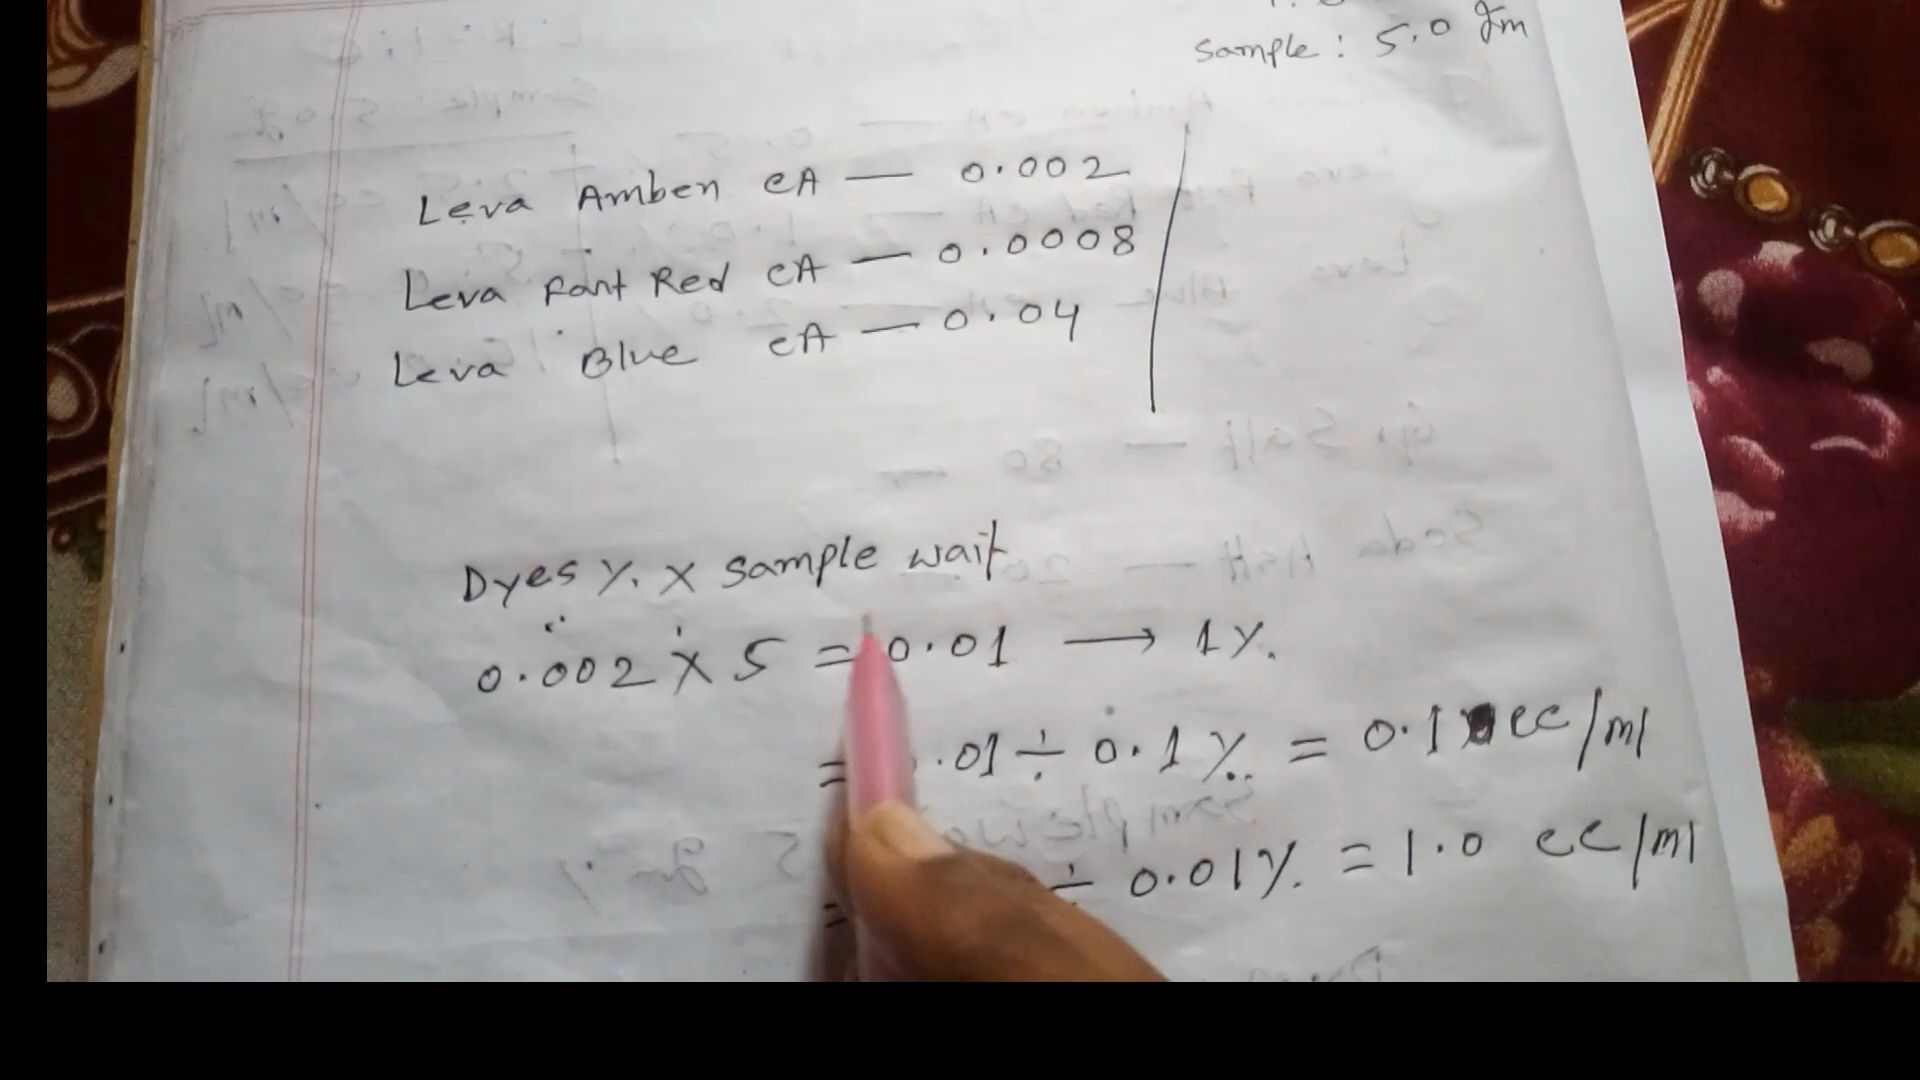 Sample : 5.0 gm
Leva Amben CA — 0.002
Leva Fant Red CA — 0.0008
Leva Blue CA — 0.04
Dyes %. X Sample wait
0.002 X 5 = 0.01 → 1%.
= .01 ÷ 0.1%. = 0.1 cc/ml
= ÷ 0.01%. = 1.0 cc/ml